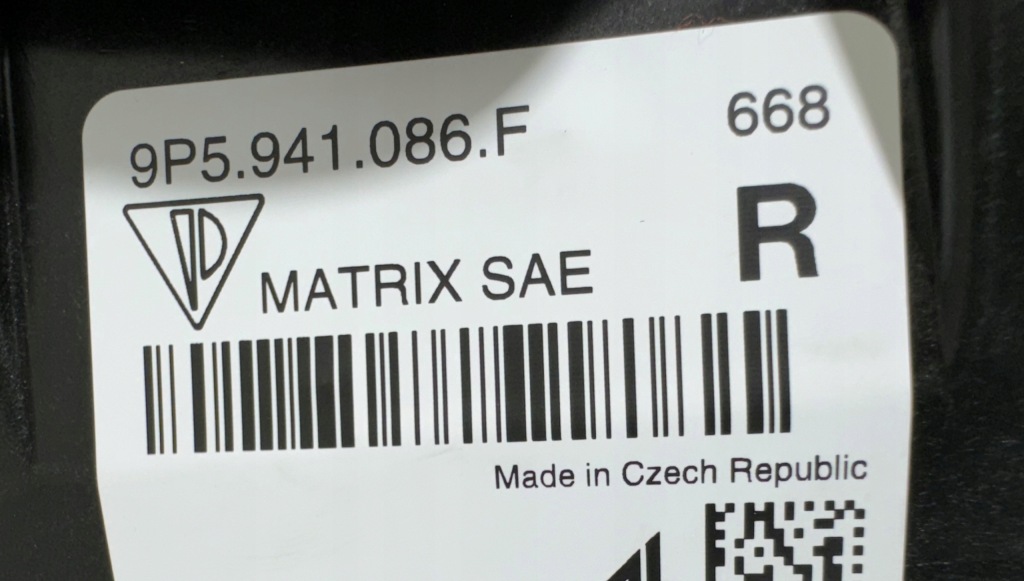 9P5.941.086.F
668
R
MATRIX SAE
Made in Czech Republic